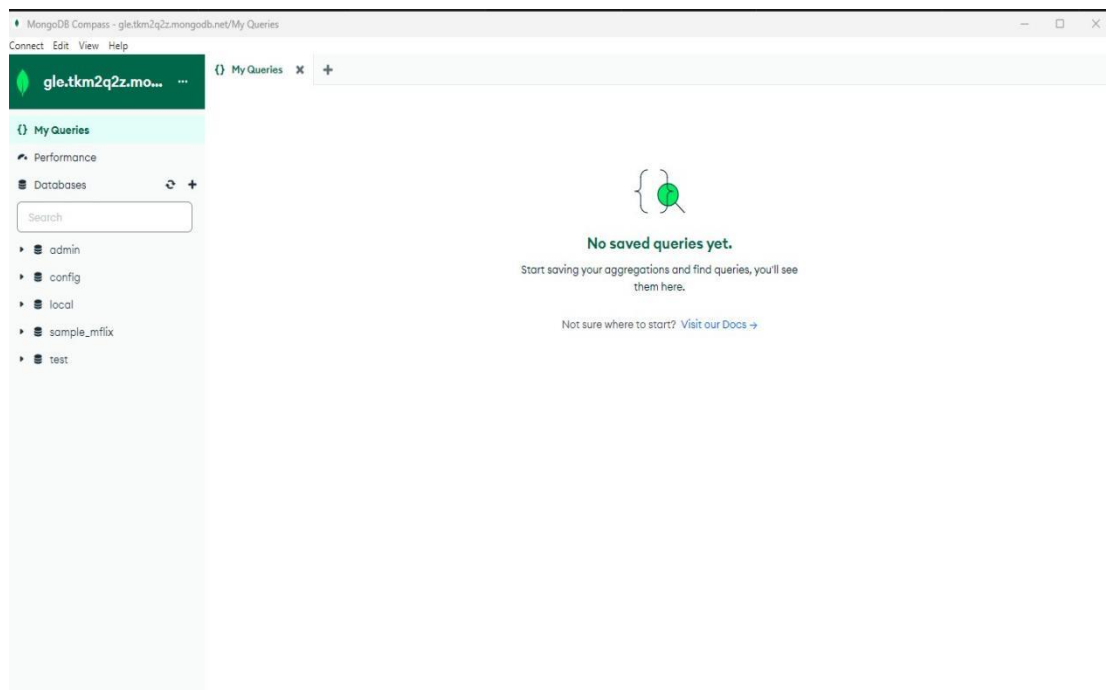 MongoDB Compass - gle.tkm2q2z.mongodb.net/My Queries
Connect Edit View Help
gle.tkm2q2z.mo... ...
{} My Queries
{} My Queries
Performance
Databases
Search
admin
config
local
sample_mflix
test
No saved queries yet.
Start saving your aggregations and find queries, you'll see
them here.
Not sure where to start? Visit our Docs →